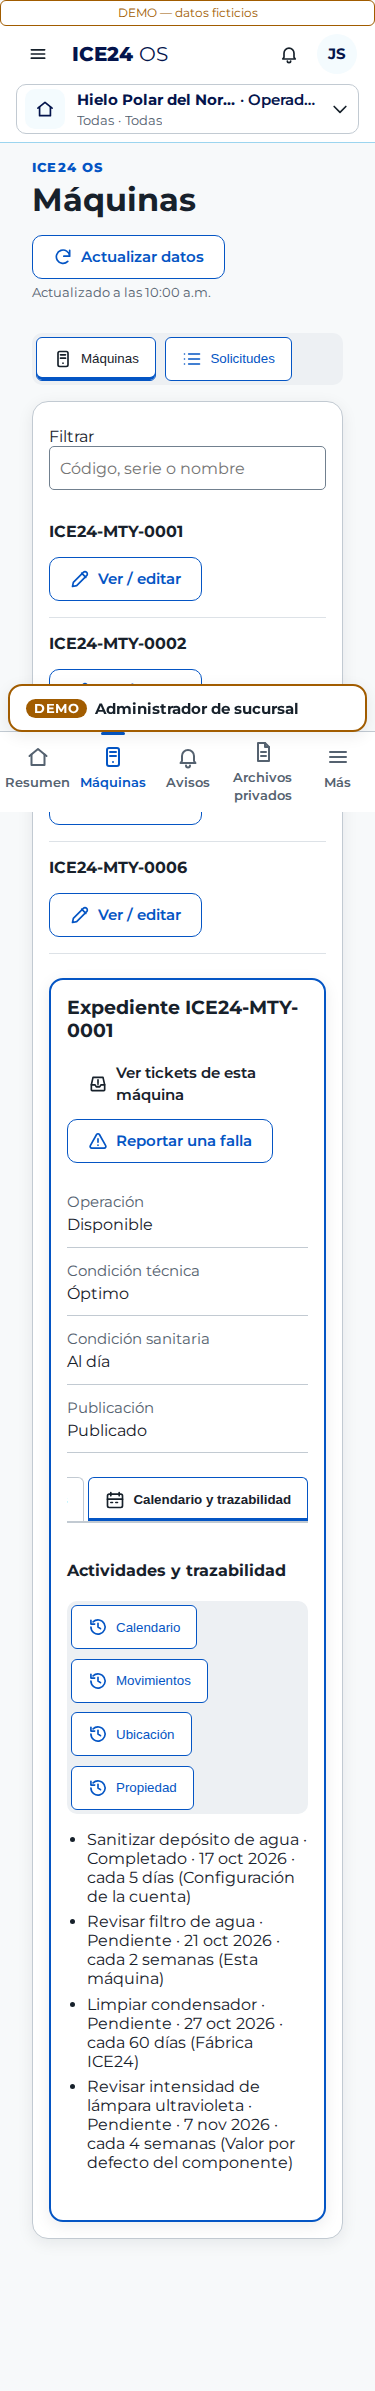 DEMO — datos ficticios
ICE24 OS
JS
Hielo Polar del Nor... · Operad...
Todas · Todas
ICE24 OS
Máquinas
Actualizar datos
Actualizado a las 10:00 a.m.
Máquinas
Solicitudes
Filtrar
Código, serie o nombre
ICE24-MTY-0001
Ver / editar
ICE24-MTY-0002
DEMO Administrador de sucursal
Resumen
Máquinas
Avisos
Archivos privados
Más
ICE24-MTY-0006
Ver / editar
Expediente ICE24-MTY-
0001
Ver tickets de esta
máquina
Reportar una falla
Operación
Disponible
Condición técnica
Óptimo
Condición sanitaria
Al día
Publicación
Publicado
Calendario y trazabilidad
Actividades y trazabilidad
Calendario
Movimientos
Ubicación
Propiedad
• Sanitizar depósito de agua ·
Completado · 17 oct 2026 ·
cada 5 días (Configuración
de la cuenta)
• Revisar filtro de agua ·
Pendiente · 21 oct 2026 ·
cada 2 semanas (Esta
máquina)
• Limpiar condensador ·
Pendiente · 27 oct 2026 ·
cada 60 días (Fábrica
ICE24)
• Revisar intensidad de
lámpara ultravioleta ·
Pendiente · 7 nov 2026 ·
cada 4 semanas (Valor por
defecto del componente)